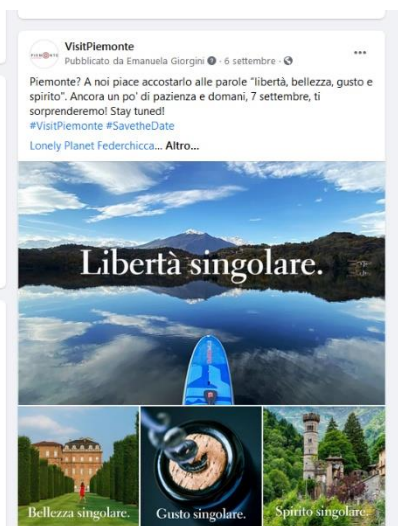 VisitPiemonte
Pubblicato da Emanuela Giorgini · 6 settembre ·
Piemonte? A noi piace accostarlo alle parole "libertà, bellezza, gusto e
spirito". Ancora un po' di pazienza e domani, 7 settembre, ti
sorprenderemo! Stay tuned!
#VisitPiemonte #SavetheDate
Lonely Planet Federchicca... Altro...
Libertà singolare.
Bellezza singolare.
Gusto singolare.
Spirito singolare.